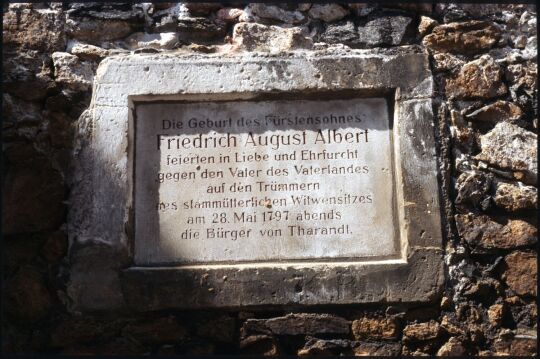 Die Geburt des Fürstensohnes
Friedrich August Albert
feierten in Liebe und Ehrfurcht
gegen den Vater des Vaterlandes
auf den Trümmern
des stammütterlichen Witwensitzes
am 28. Mai 1797 abends
die Bürger von Tharandt.